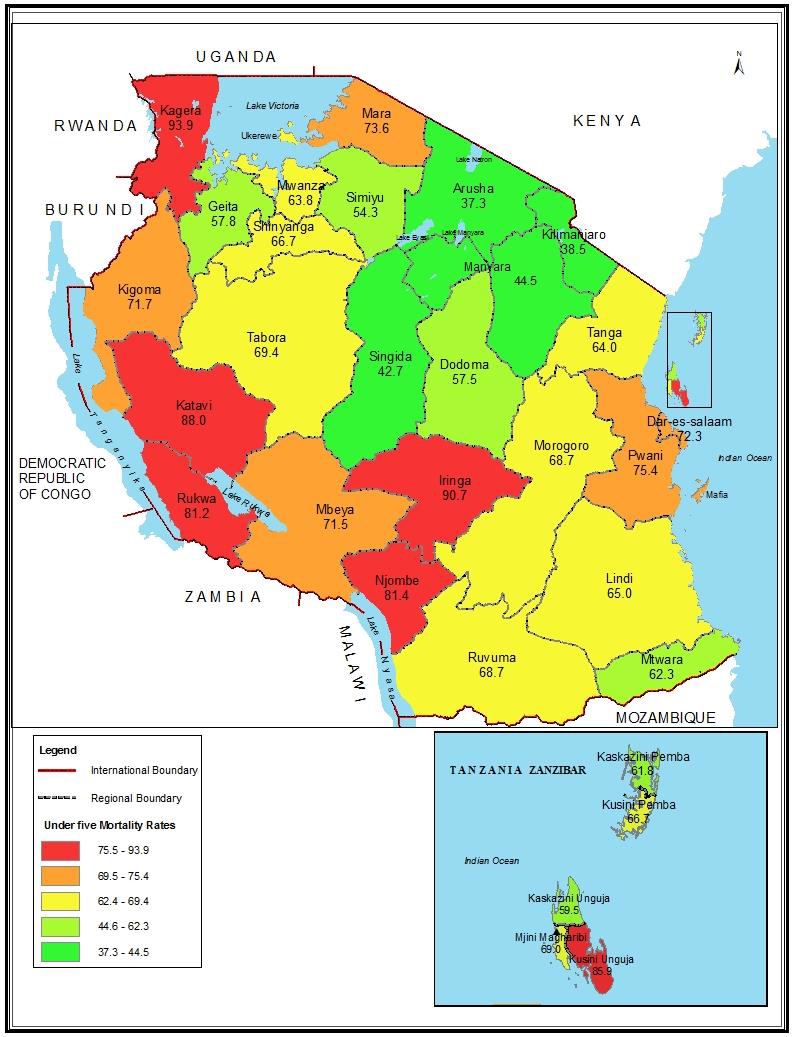 UGANDA
N
Kagera
93.9
Lake Victoria
Mara
73.6
KENYA
RWANDA
Ukerewe
Lake Natron
Mwanza
63.8
Simiyu
54.3
Arusha
37.3
BURUNDI
Geita
57.8
Shinyanga
66.7
Lake Eyasi
Lake Manyara
Kilimanjaro
38.5
Manyara
44.5
Kigoma
71.7
Tabora
69.4
Singida
42.7
Dodoma
57.5
Tanga
64.0
Lake Tanganyika
Katavi
88.0
Dar-es-salaam
72.3
Morogoro
68.7
Pwani
75.4
Indian Ocean
DEMOCRATIC
REPUBLIC
OF CONGO
Rukwa
81.2
Lake Rukwa
Iringa
90.7
Mafia
Mbeya
71.5
Njombe
81.4
Lindi
65.0
ZAMBIA
MALAWI
Lake Nyasa
Ruvuma
68.7
Mtwara
62.3
MOZAMBIQUE
Legend
International Boundary
Regional Boundary
Under five Mortality Rates
75.5 - 93.9
69.5 - 75.4
62.4 - 69.4
44.6 - 62.3
37.3 - 44.5
TANZANIA ZANZIBAR
Kaskazini Pemba
61.8
Kusini Pemba
66.7
Indian Ocean
Kaskazini Unguja
59.5
Mjini Magharibi
69.0
Kusini Unguja
85.9